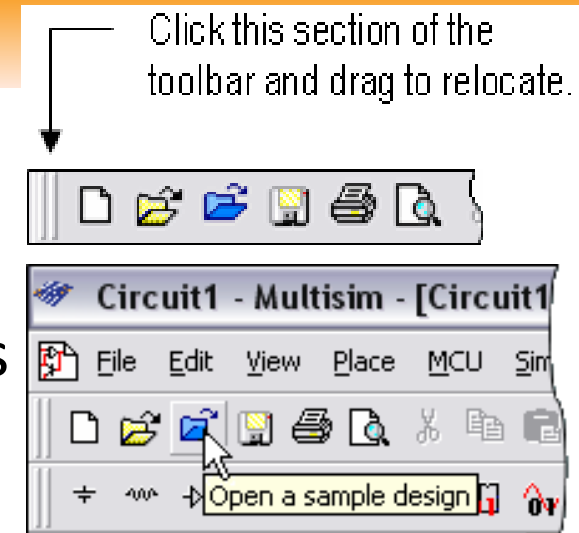 Click this section of the
toolbar and drag to relocate.
Circuit1 - Multisim - [Circuit1
s
File Edit View Place MCU Sim
Open a sample design